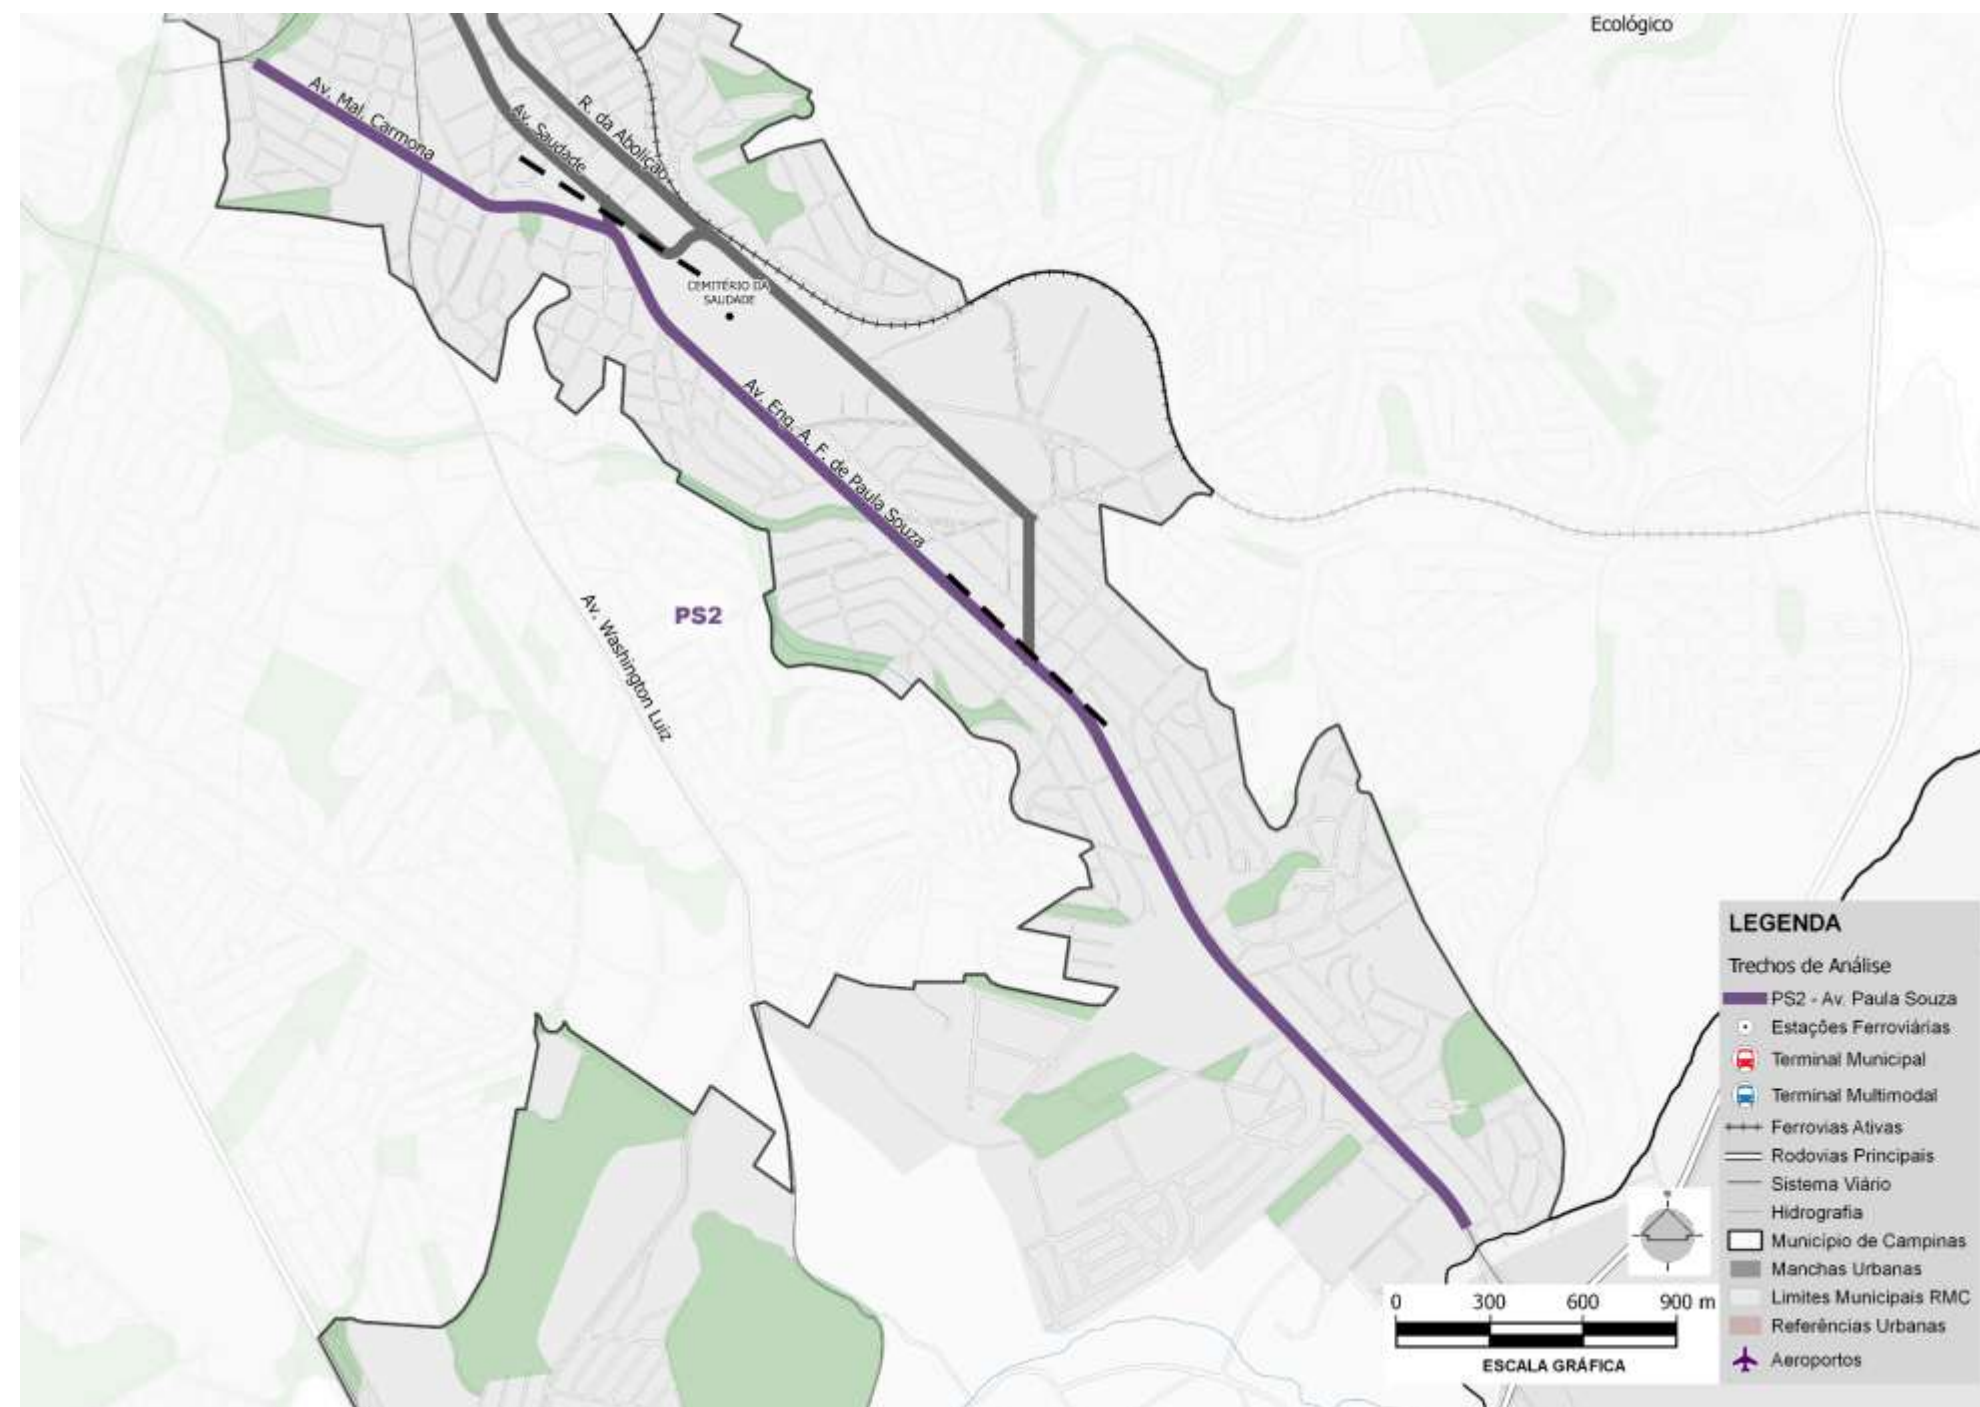 Ecológico
Av. Mal. Carmona
Av. Saudade
R. da Abolição
CEMITÉRIO DA
SAUDADE
Av. Eng. A. F. de Paula Souza
PS2
Av. Washington Luiz
LEGENDA
Trechos de Análise
PS2 - Av. Paula Souza
Estações Ferroviárias
Terminal Municipal
Terminal Multimodal
Ferrovias Ativas
Rodovias Principais
Sistema Viário
Hidrografia
Município de Campinas
Manchas Urbanas
Limites Municipais RMC
Referências Urbanas
Aeroportos
0 300 600 900 m
ESCALA GRÁFICA